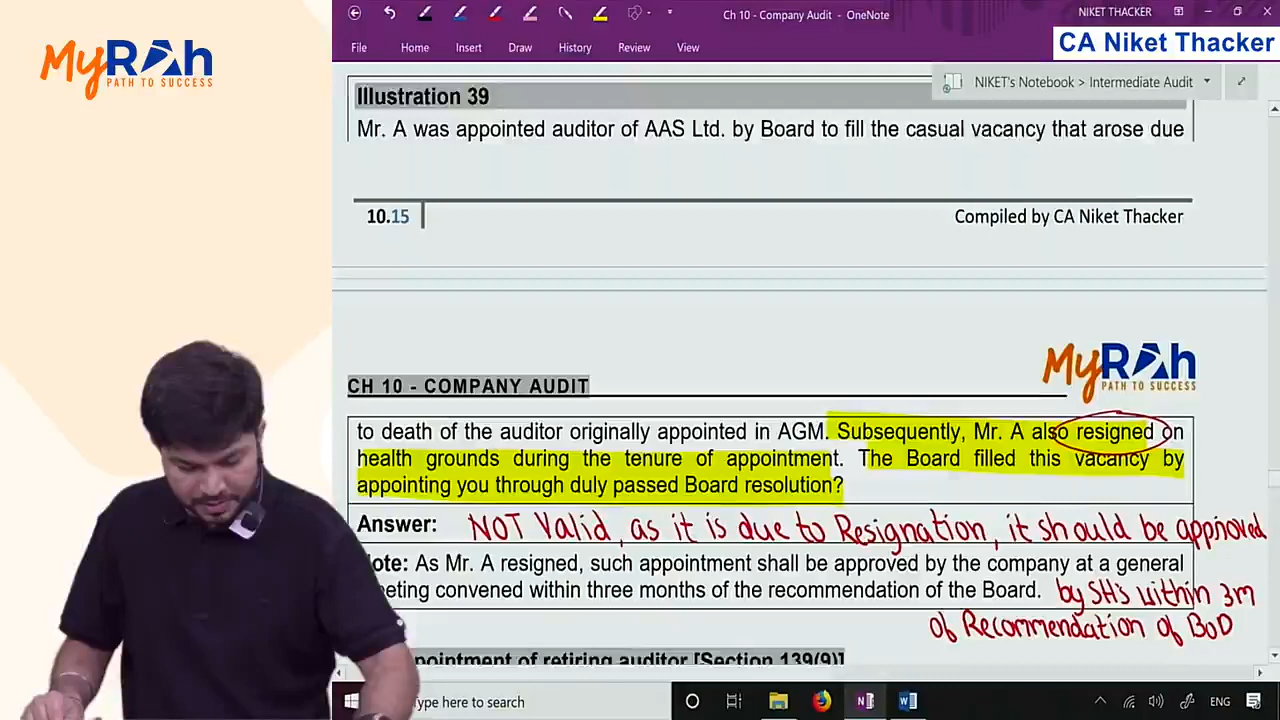 MyRAh
PATH TO SUCCESS
Ch 10 - Company Audit - OneNote
NIKET THACKER
File Home Insert Draw History Review View
CA Niket Thacker
NIKET's Notebook > Intermediate Audit
Illustration 39
Mr. A was appointed auditor of AAS Ltd. by Board to fill the casual vacancy that arose due
10.15
Compiled by CA Niket Thacker
MyRAh
PATH TO SUCCESS
CH 10 - COMPANY AUDIT
to death of the auditor originally appointed in AGM. Subsequently, Mr. A also resigned on
health grounds during the tenure of appointment. The Board filled this vacancy by
appointing you through duly passed Board resolution?
Answer: NOT Valid, as it is due to Resignation, it should be approved
ote: As Mr. A resigned, such appointment shall be approved by the company at a general
eeting convened within three months of the recommendation of the Board. by SH's within 3m
of Recommendation of BoD
pointment of retiring auditor [Section 139(9)]
Type here to search
ENG